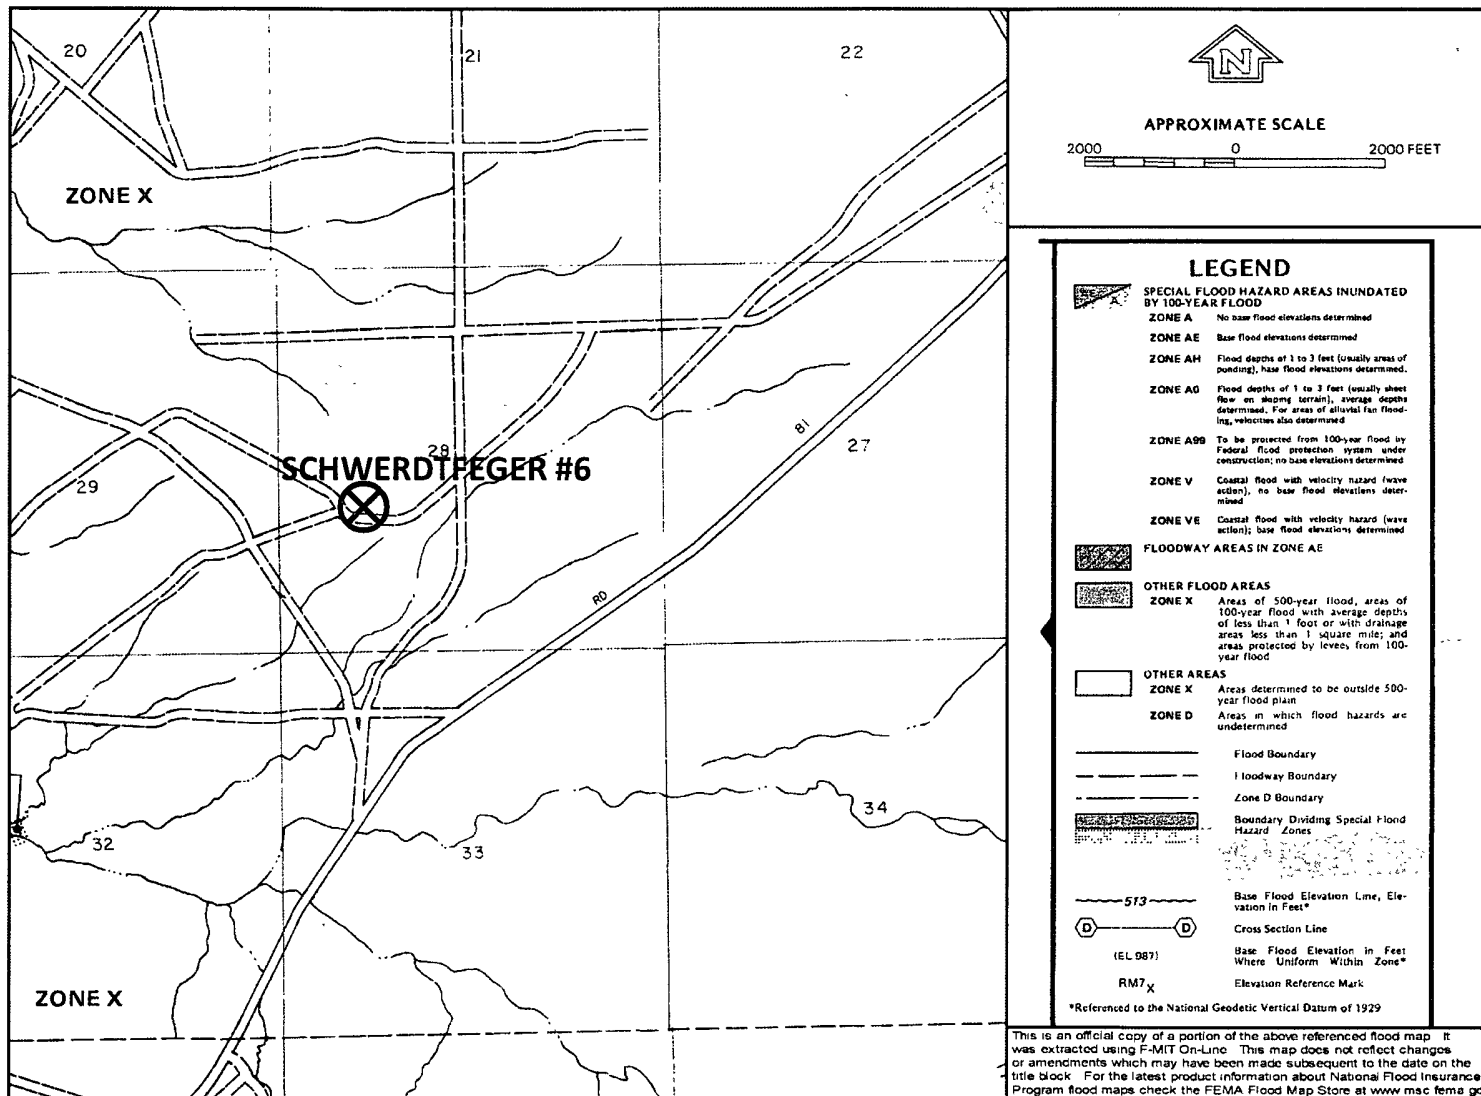 20
21
22
ZONE X
28
SCHWERDTFEGER #6
29
27
81
RD
32
33
34
ZONE X
N
APPROXIMATE SCALE
2000 0 2000 FEET
LEGEND
A
SPECIAL FLOOD HAZARD AREAS INUNDATED
BY 100-YEAR FLOOD
ZONE A No base flood elevations determined
ZONE AE Base flood elevations determined
ZONE AH Flood depths of 1 to 3 feet (usually areas of
ponding), base flood elevations determined.
ZONE AO Flood depths of 1 to 3 feet (usually sheet
flow on sloping terrain), average depths
determined. For areas of alluvial fan flood-
ing, velocities also determined
ZONE A99 To be protected from 100-year flood by
Federal flood protection system under
construction; no base elevations determined
ZONE V Coastal flood with velocity hazard (wave
action), no base flood elevations deter-
mined
ZONE VE Coastal flood with velocity hazard (wave
action); base flood elevations determined
FLOODWAY AREAS IN ZONE AE
OTHER FLOOD AREAS
ZONE X Areas of 500-year flood, areas of
100-year flood with average depths
of less than 1 foot or with drainage
areas less than 1 square mile; and
areas protected by levees from 100-
year flood
OTHER AREAS
ZONE X Areas determined to be outside 500-
year flood plain
ZONE D Areas in which flood hazards are
undetermined
Flood Boundary
Floodway Boundary
Zone D Boundary
Boundary Dividing Special Flood
Hazard Zones
513 Base Flood Elevation Line, Ele-
vation in Feet*
D D Cross Section Line
(EL 987) Base Flood Elevation in Feet
Where Uniform Within Zone*
RM7X Elevation Reference Mark
*Referenced to the National Geodetic Vertical Datum of 1929
This is an official copy of a portion of the above referenced flood map It
was extracted using F-MIT On-Line This map does not reflect changes
or amendments which may have been made subsequent to the date on the
title block For the latest product information about National Flood Insurance
Program flood maps check the FEMA Flood Map Store at www msc fema go